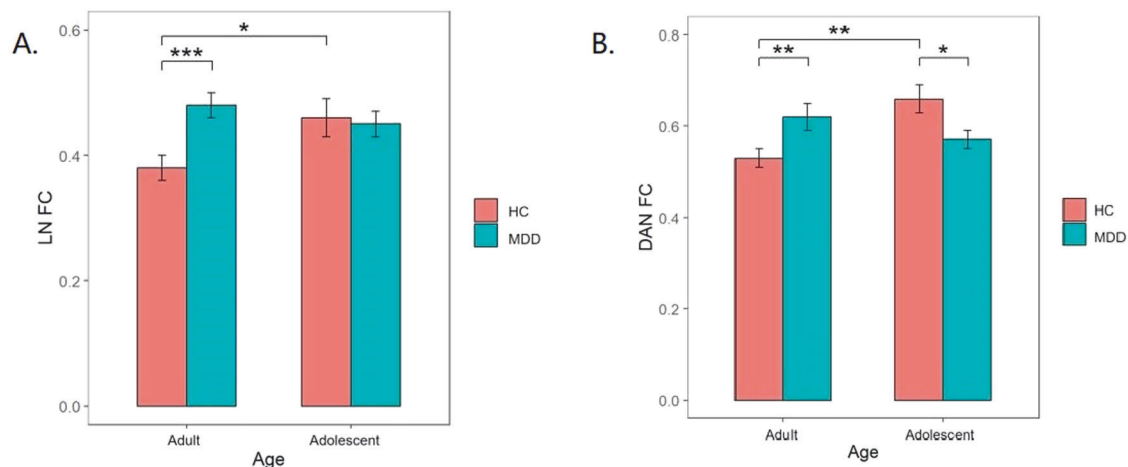 A.
0.6
0.4
0.2
0.0
LN FC
*
***
Adult
Adolescent
Age
HC
MDD
B.
0.8
0.6
0.4
0.2
0.0
DAN FC
**
**
*
Adult
Adolescent
Age
HC
MDD